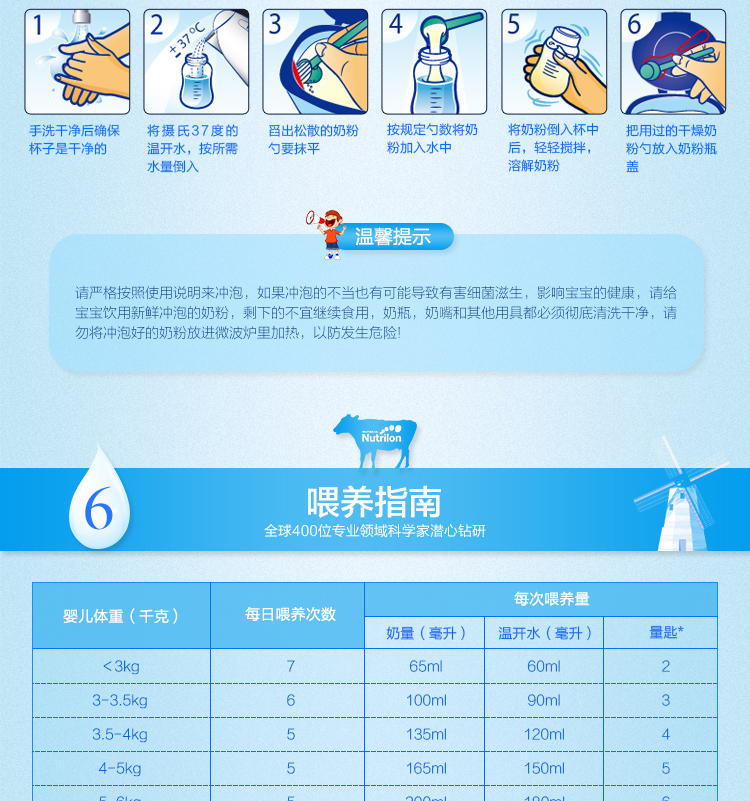 1
2
±37℃
3
4
5
6
手洗干净后确保
杯子是干净的
将摄氏37度的
温开水，按所需
水量倒入
舀出松散的奶粉
勺要抹平
按规定勺数将奶
粉加入水中
将奶粉倒入杯中
后，轻轻搅拌，
溶解奶粉
把用过的干燥奶
粉勺放入奶粉瓶
盖
温馨提示
请严格按照使用说明来冲泡，如果冲泡的不当也有可能导致有害细菌滋生，影响宝宝的健康，请给
宝宝饮用新鲜冲泡的奶粉，剩下的不宜继续食用，奶瓶，奶嘴和其他用具都必须彻底清洗干净，请
勿将冲泡好的奶粉放进微波炉里加热，以防发生危险!
Nutrilon
6
喂养指南
全球400位专业领域科学家潜心钻研
婴儿体重（千克） 每日喂养次数 每次喂养量
奶量（毫升） 温开水（毫升） 量匙*
＜3kg 7 65ml 60ml 2
3-3.5kg 6 100ml 90ml 3
3.5-4kg 5 135ml 120ml 4
4-5kg 5 165ml 150ml 5
5-6kg 5 200ml 180ml 6